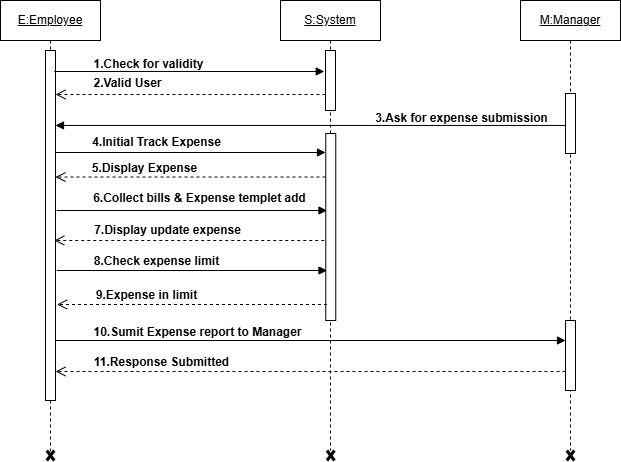 E:Employee
S:System
M:Manager
1.Check for validity
2.Valid User
3.Ask for expense submission
4.Initial Track Expense
5.Display Expense
6.Collect bills & Expense templet add
7.Display update expense
8.Check expense limit
9.Expense in limit
10.Sumit Expense report to Manager
11.Response Submitted